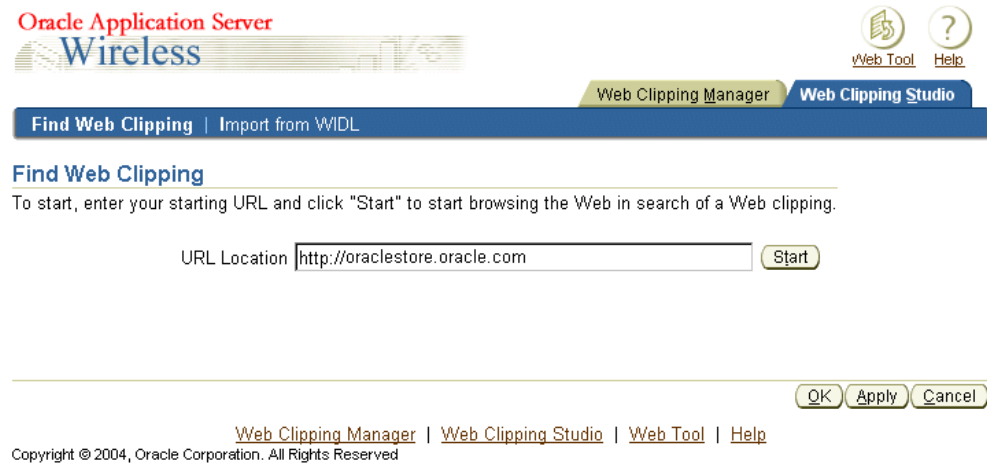 Oracle Application Server
Wireless
Web Tool Help
Web Clipping Manager Web Clipping Studio
Find Web Clipping | Import from WIDL
Find Web Clipping
To start, enter your starting URL and click "Start" to start browsing the Web in search of a Web clipping.
URL Location http://oraclestore.oracle.com Start
OK Apply Cancel
Web Clipping Manager | Web Clipping Studio | Web Tool | Help
Copyright © 2004, Oracle Corporation. All Rights Reserved